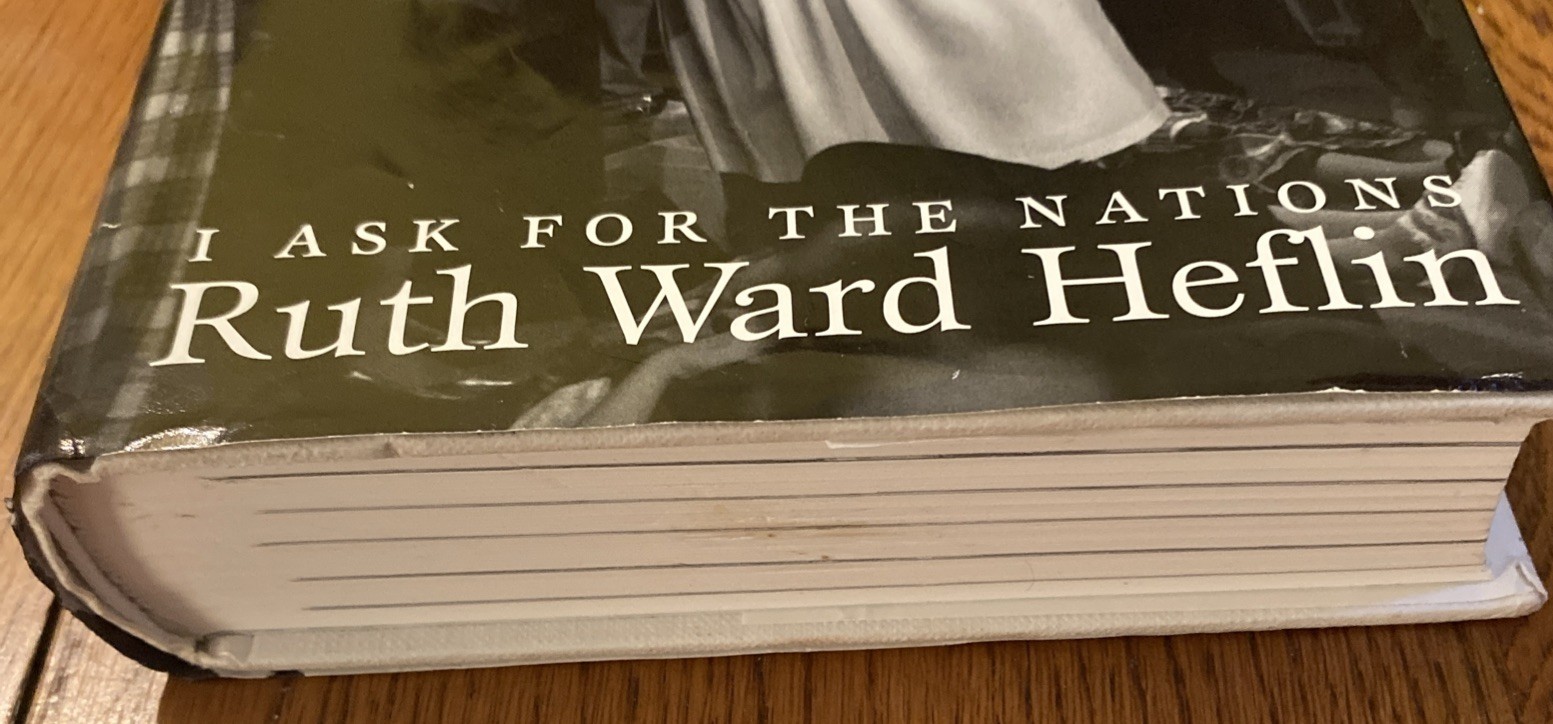 I ASK FOR THE NATIONS
Ruth Ward Heflin